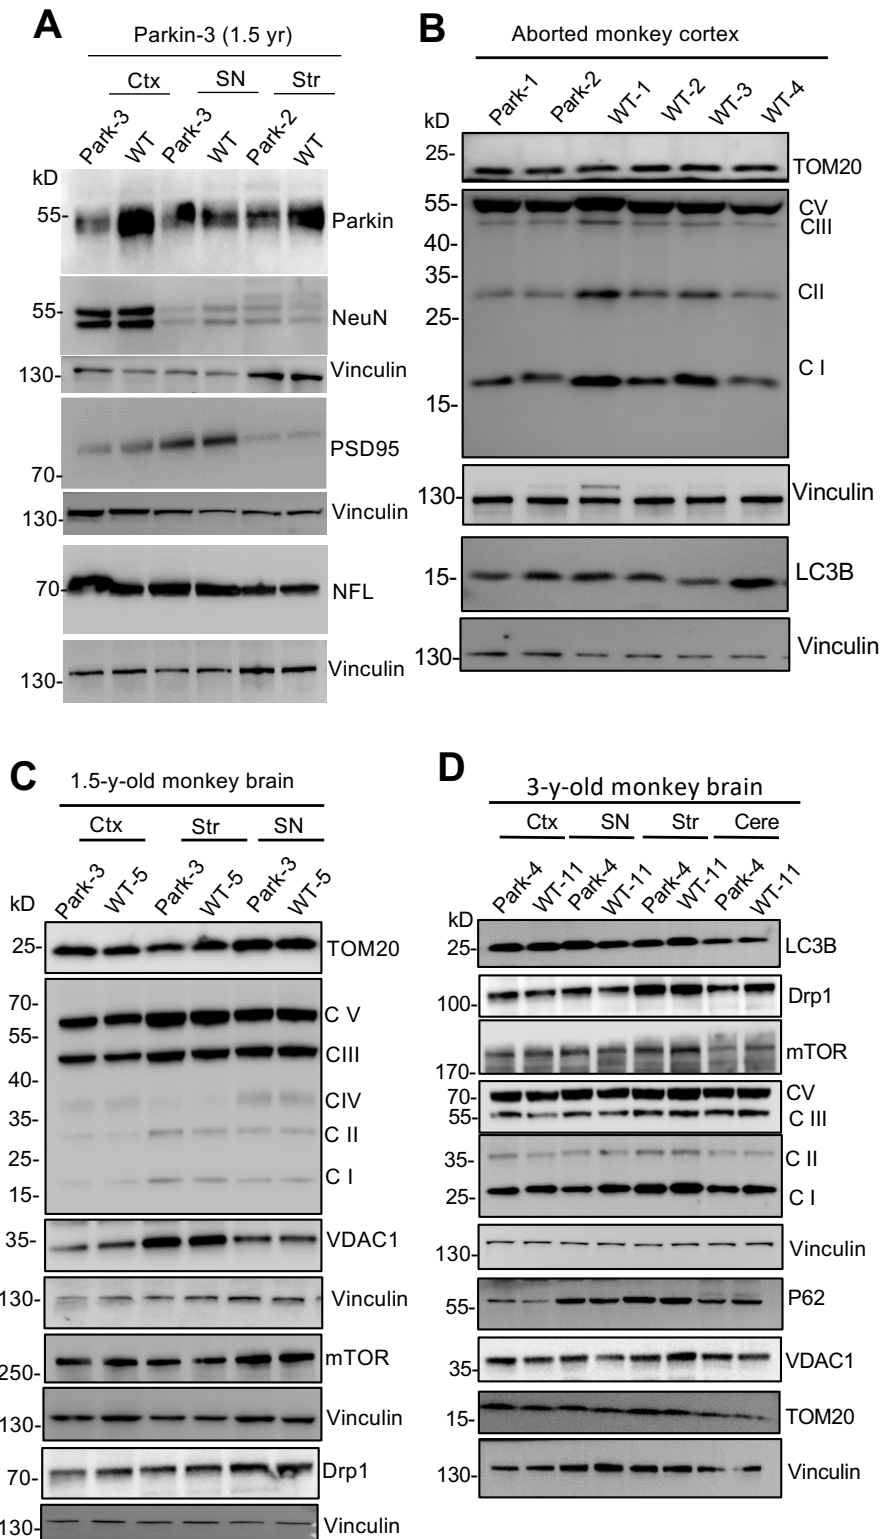 A
Parkin-3 (1.5 yr)
Ctx SN Str
Park-3 WT Park-3 WT Park-2 WT
kD
55- Parkin
55- NeuN
130- Vinculin
PSD95
70-
130- Vinculin
70- NFL
130- Vinculin
B
Aborted monkey cortex
Park-1 Park-2 WT-1 WT-2 WT-3 WT-4
kD
25- TOM20
55- CV
CIII
40-
35-
CII
25-
C I
15-
130- Vinculin
15- LC3B
130- Vinculin
C
1.5-y-old monkey brain
Ctx Str SN
Park-3 WT-5 Park-3 WT-5 Park-3 WT-5
kD
25- TOM20
70- C V
55-
CIII
40-
CIV
35-
C II
25-
C I
15-
35- VDAC1
130- Vinculin
mTOR
250-
130- Vinculin
70- Drp1
130- Vinculin
D
3-y-old monkey brain
Ctx SN Str Cere
Park-4 WT-11 Park-4 WT-11 Park-4 WT-11 Park-4 WT-11
kD
25- LC3B
100- Drp1
mTOR
170-
70- CV
55- C III
35- C II
25- C I
130- Vinculin
55- P62
35- VDAC1
15- TOM20
130- Vinculin